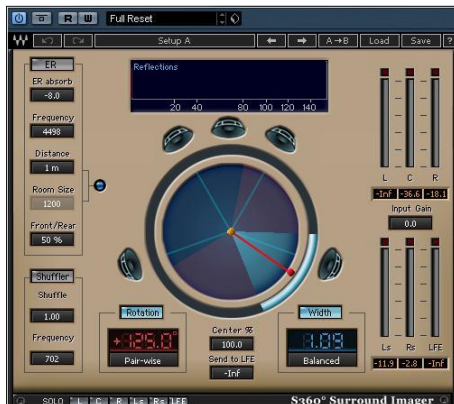 R W Full Reset
Setup A A→B Load Save ?
ER
ER absorb
-8.0
Frequency
4498
Distance
1 m
Room Size
1200
Front/Rear
50 %
Shuffler
Shuffle
1.00
Frequency
702
Reflections
20 40 80 100 120 140
Rotation
+125.0°
Pair-wise
Center %
100.0
Send to LFE
-Inf
Width
1.09
Balanced
L C R
-Inf -36.6 -18.1
Input Gain
0.0
Ls Rs LFE
-11.9 -2.8 -Inf
SOLO L C R Ls Rs LFE S360° Surround Imager